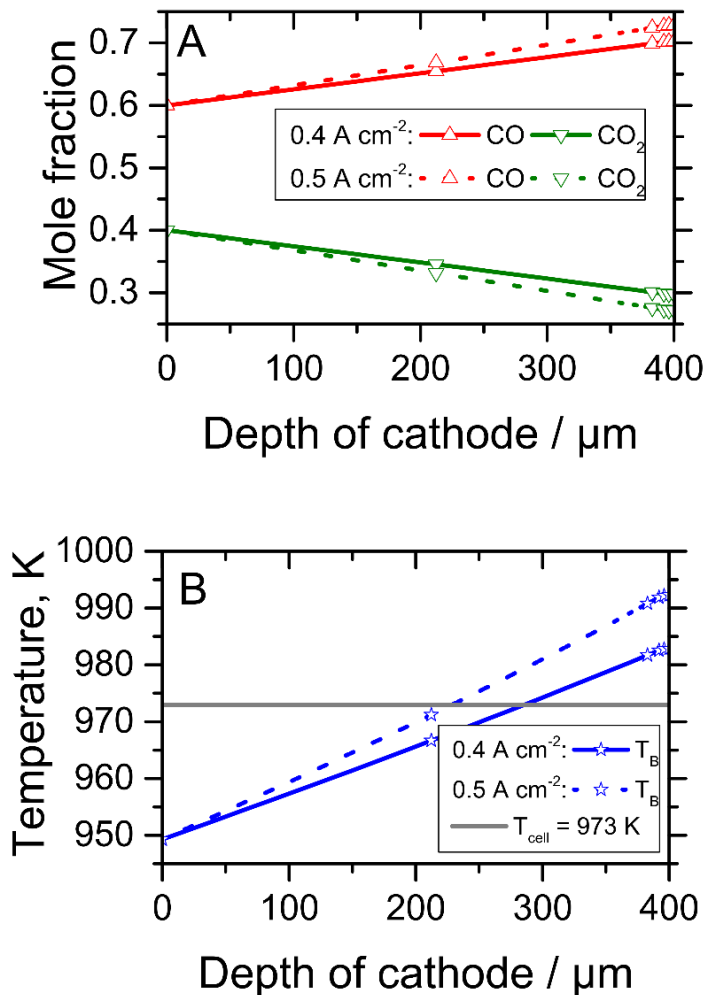 A
0.7
0.6
0.5
0.4
0.3
Mole fraction
0.4 A cm⁻²: CO CO₂
0.5 A cm⁻²: CO CO₂
0 100 200 300 400
Depth of cathode / µm
B
1000
990
980
970
960
950
Temperature, K
0.4 A cm⁻²: T_B
0.5 A cm⁻²: T_B
T_cell = 973 K
0 100 200 300 400
Depth of cathode / µm